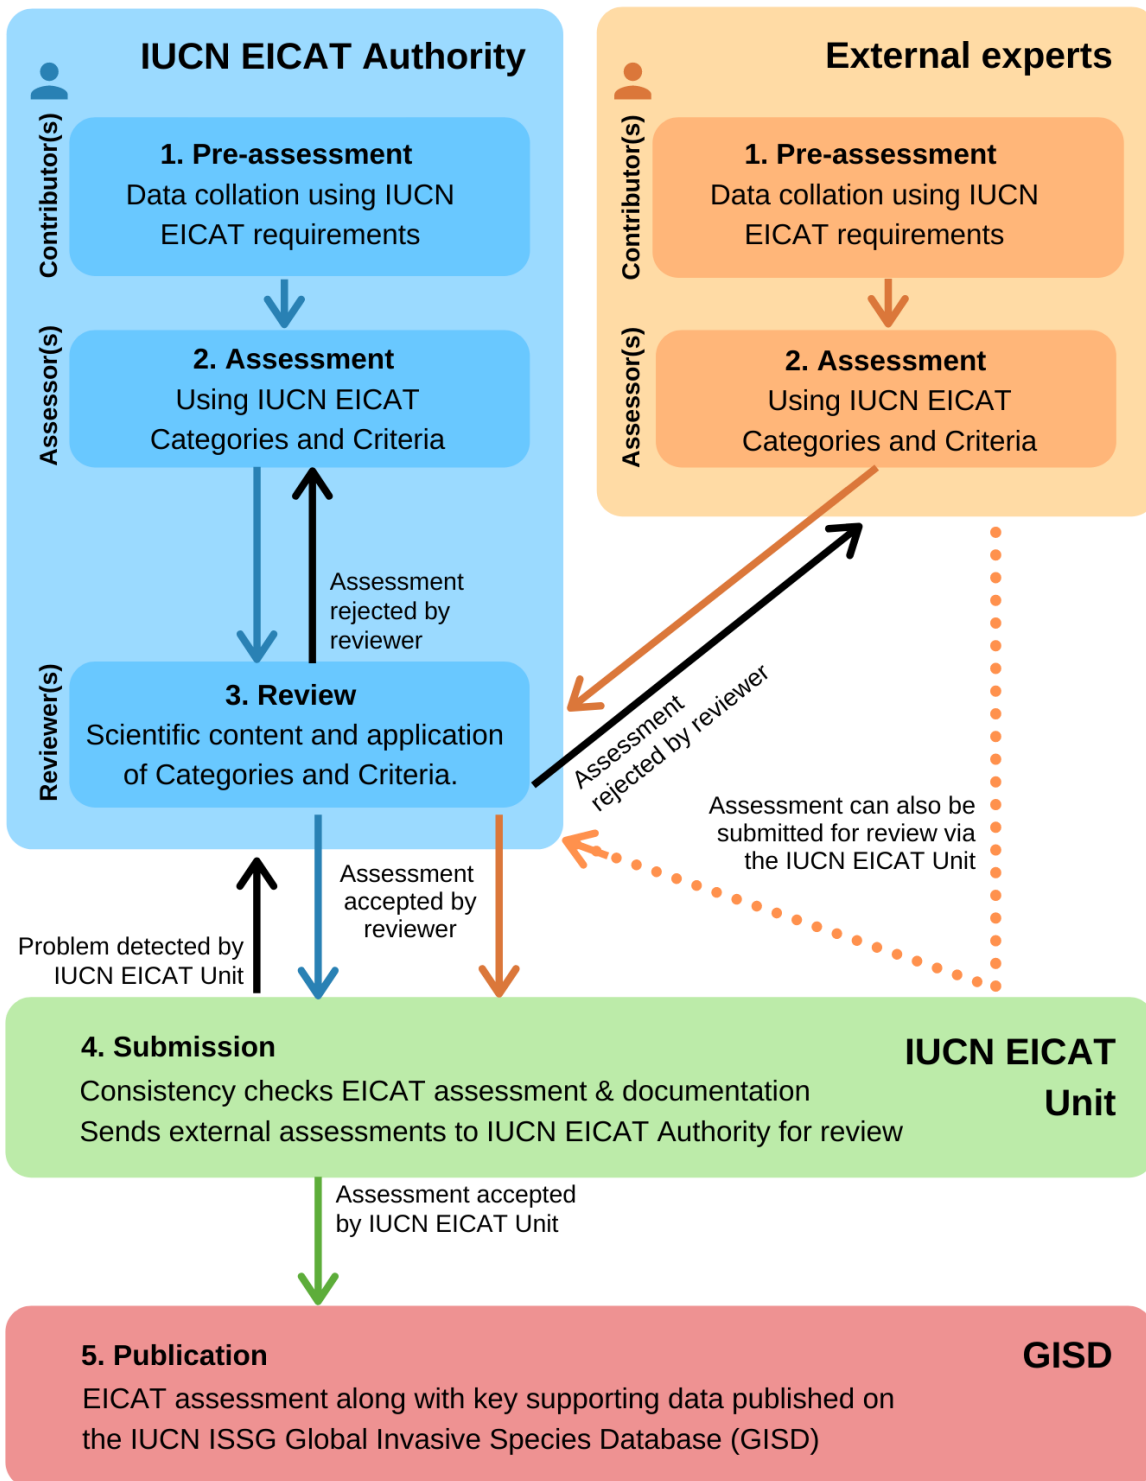 IUCN EICAT Authority
Contributor(s)
1. Pre-assessment
Data collation using IUCN
EICAT requirements
Assessor(s)
2. Assessment
Using IUCN EICAT
Categories and Criteria
Assessment
rejected by
reviewer
Reviewer(s)
3. Review
Scientific content and application
of Categories and Criteria.
External experts
Contributor(s)
1. Pre-assessment
Data collation using IUCN
EICAT requirements
Assessor(s)
2. Assessment
Using IUCN EICAT
Categories and Criteria
Assessment
rejected by reviewer
Assessment can also be
submitted for review via
the IUCN EICAT Unit
Assessment
accepted by
reviewer
Problem detected by
IUCN EICAT Unit
4. Submission
Consistency checks EICAT assessment & documentation
Sends external assessments to IUCN EICAT Authority for review
IUCN EICAT
Unit
Assessment accepted
by IUCN EICAT Unit
5. Publication
EICAT assessment along with key supporting data published on
the IUCN ISSG Global Invasive Species Database (GISD)
GISD